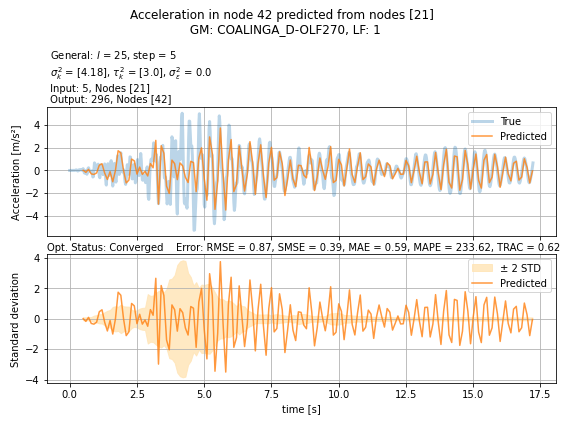 Acceleration in node 42 predicted from nodes [21]
GM: COALINGA_D-OLF270, LF: 1
General: l = 25, step = 5
σ²ₖ = [4.18], τ²ₖ = [3.0], σ²ₜ = 0.0
Input: 5, Nodes [21]
Output: 296, Nodes [42]
Acceleration [m/s²]
4
2
0
−2
−4
True
Predicted
Opt. Status: Converged Error: RMSE = 0.87, SMSE = 0.39, MAE = 0.59, MAPE = 233.62, TRAC = 0.62
Standard deviation
4
2
0
−2
−4
± 2 STD
Predicted
0.0 2.5 5.0 7.5 10.0 12.5 15.0 17.5
time [s]